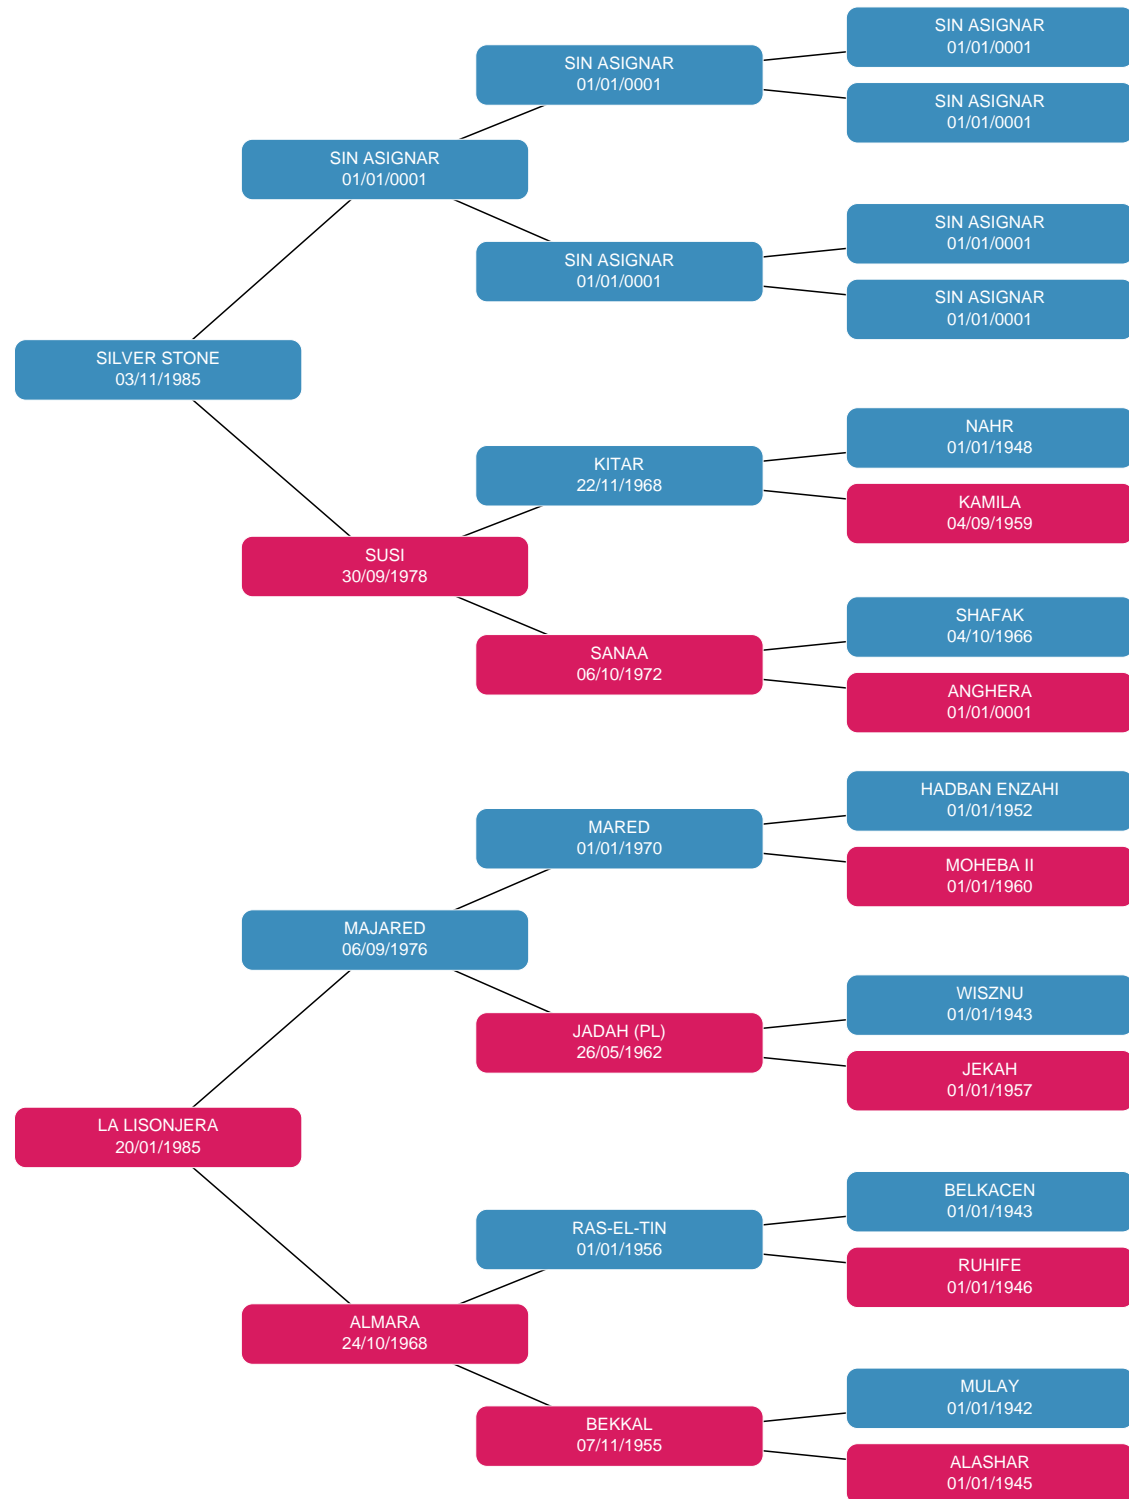 SIN ASIGNAR
01/01/0001
SIN ASIGNAR
01/01/0001
SIN ASIGNAR
01/01/0001
SIN ASIGNAR
01/01/0001
SIN ASIGNAR
01/01/0001
SIN ASIGNAR
01/01/0001
SIN ASIGNAR
01/01/0001
SILVER STONE
03/11/1985
NAHR
01/01/1948
KITAR
22/11/1968
KAMILA
04/09/1959
SUSI
30/09/1978
SHAFAK
04/10/1966
SANAA
06/10/1972
ANGHERA
01/01/0001
HADBAN ENZAHI
01/01/1952
MARED
01/01/1970
MOHEBA II
01/01/1960
MAJARED
06/09/1976
WISZNU
01/01/1943
JADAH (PL)
26/05/1962
JEKAH
01/01/1957
LA LISONJERA
20/01/1985
BELKACEN
01/01/1943
RAS-EL-TIN
01/01/1956
RUHIFE
01/01/1946
ALMARA
24/10/1968
MULAY
01/01/1942
BEKKAL
07/11/1955
ALASHAR
01/01/1945